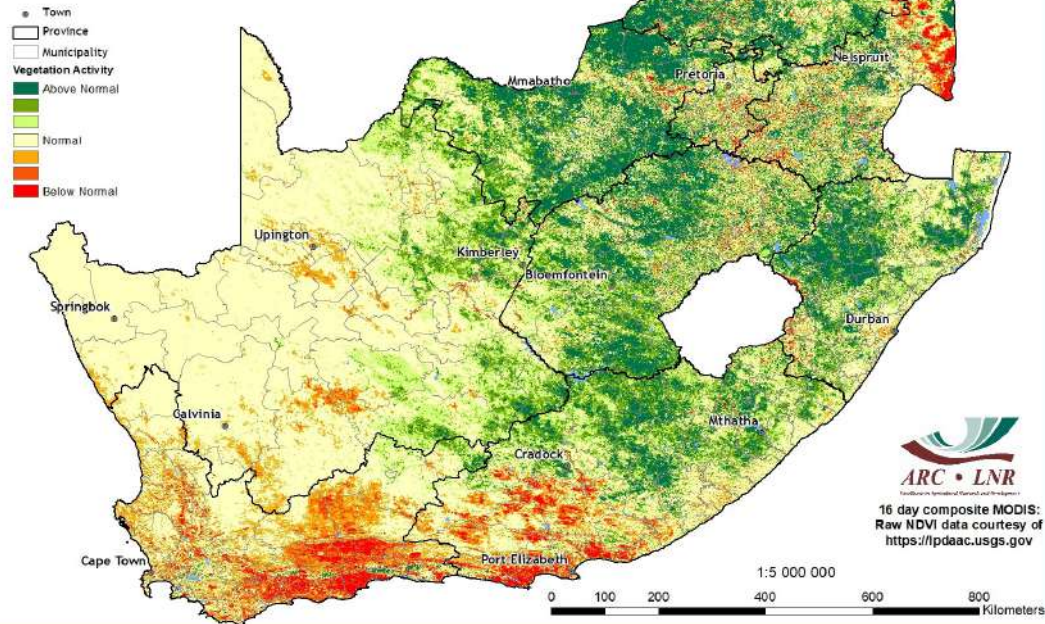 Town
Province
Municipality
Vegetation Activity
Above Normal
Normal
Below Normal
Mmabatho
Pretoria
Nelspruit
Upington
Kimberley
Bloemfontein
Springbok
Durban
Calvinia
Mthatha
Cradock
Cape Town
Port Elizabeth
ARC • LNR
16 day composite MODIS:
Raw NDVI data courtesy of
https://lpdaac.usgs.gov
1:5 000 000
0 100 200 400 600 800
Kilometers